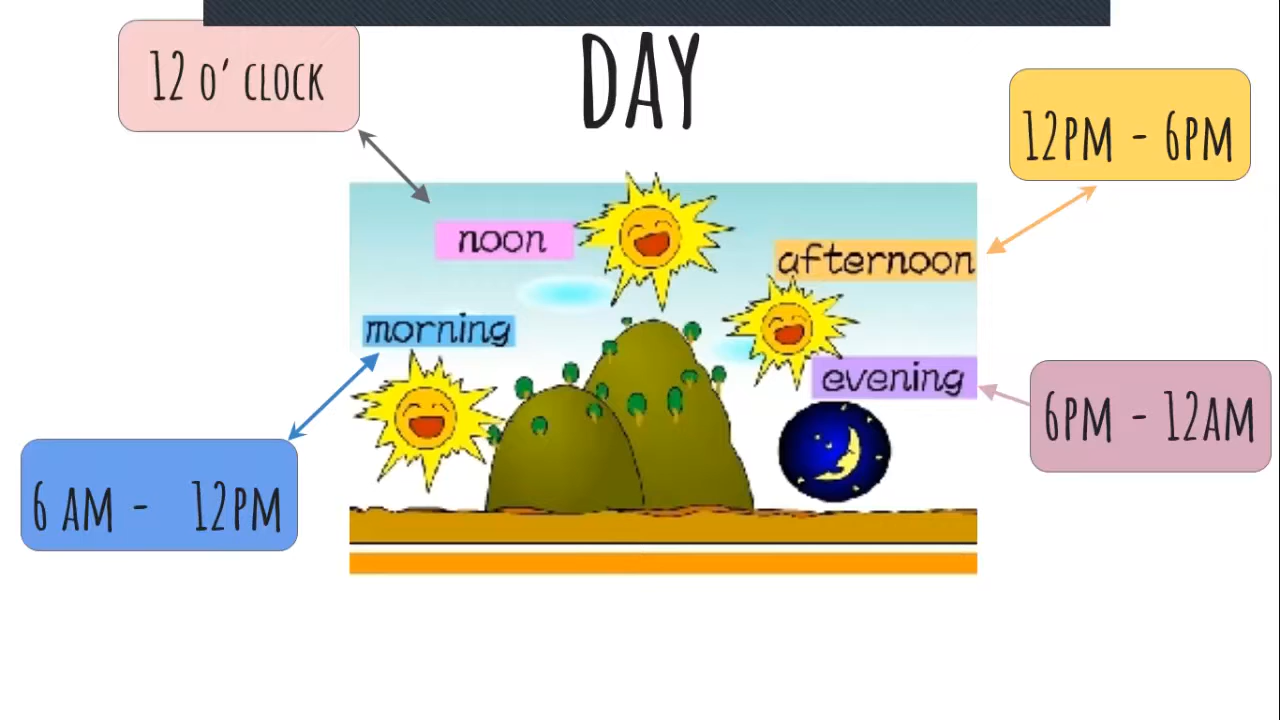 DAY
12 o' clock
12pm - 6pm
noon
afternoon
morning
evening
6pm - 12am
6 am - 12pm